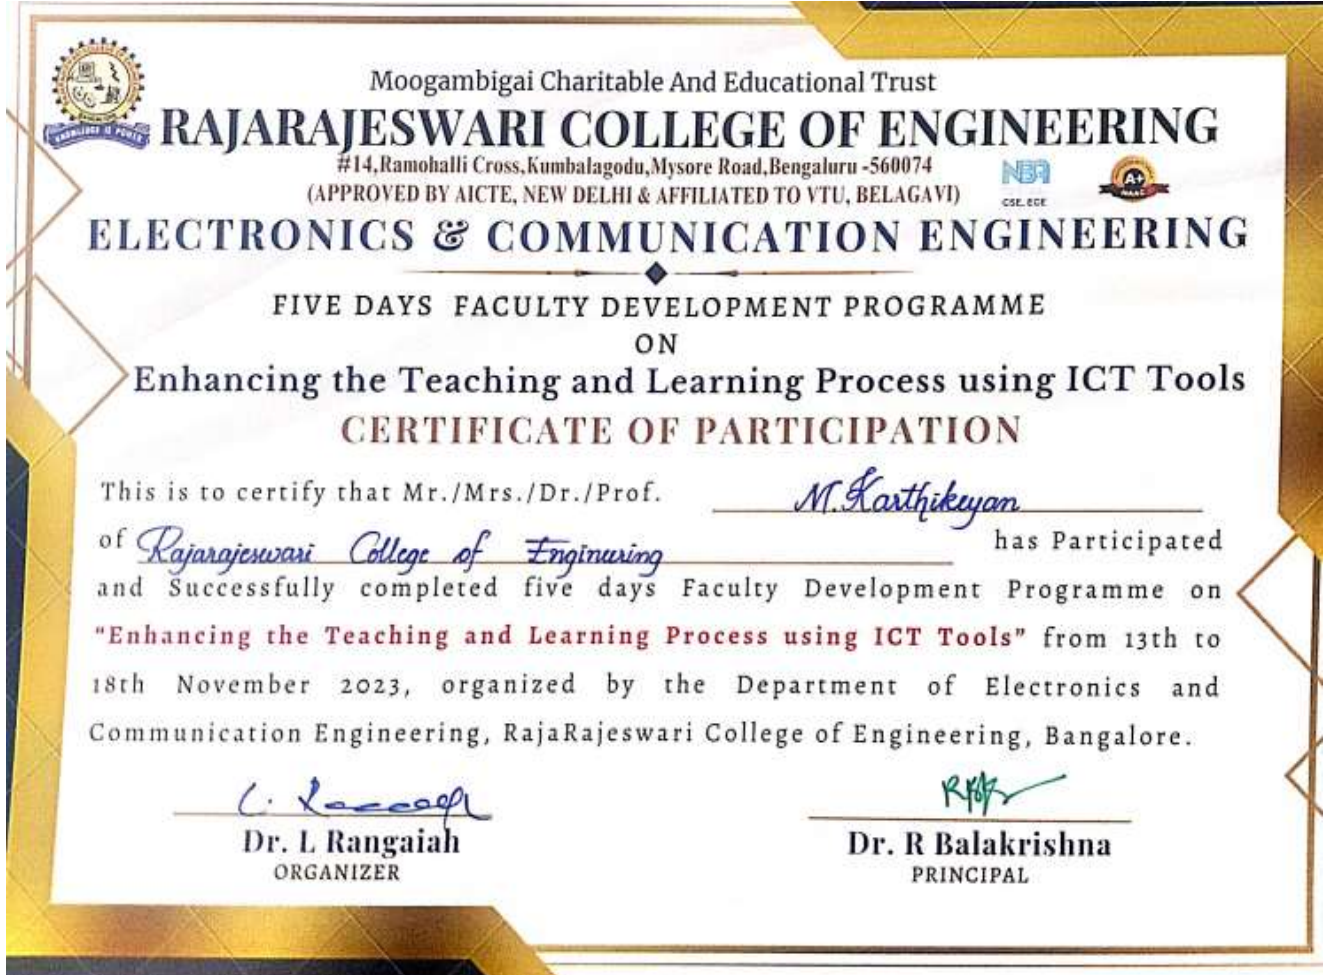 Moogambigai Charitable And Educational Trust
RAJARAJESWARI COLLEGE OF ENGINEERING
#14,Ramohalli Cross,Kumbalagodu,Mysore Road,Bengaluru -560074
(APPROVED BY AICTE, NEW DELHI & AFFILIATED TO VTU, BELAGAVI)
KNOWLEDGE IS POWER
NBA
CSE, ECE
A+
NAAC
ELECTRONICS & COMMUNICATION ENGINEERING
FIVE DAYS FACULTY DEVELOPMENT PROGRAMME
ON
Enhancing the Teaching and Learning Process using ICT Tools
CERTIFICATE OF PARTICIPATION
This is to certify that Mr./Mrs./Dr./Prof. M. Karthikeyan
of Rajarajeswari College of Enginering has Participated
and Successfully completed five days Faculty Development Programme on
"Enhancing the Teaching and Learning Process using ICT Tools" from 13th to
18th November 2023, organized by the Department of Electronics and
Communication Engineering, RajaRajeswari College of Engineering, Bangalore.
Dr. L Rangaiah
ORGANIZER
Dr. R Balakrishna
PRINCIPAL